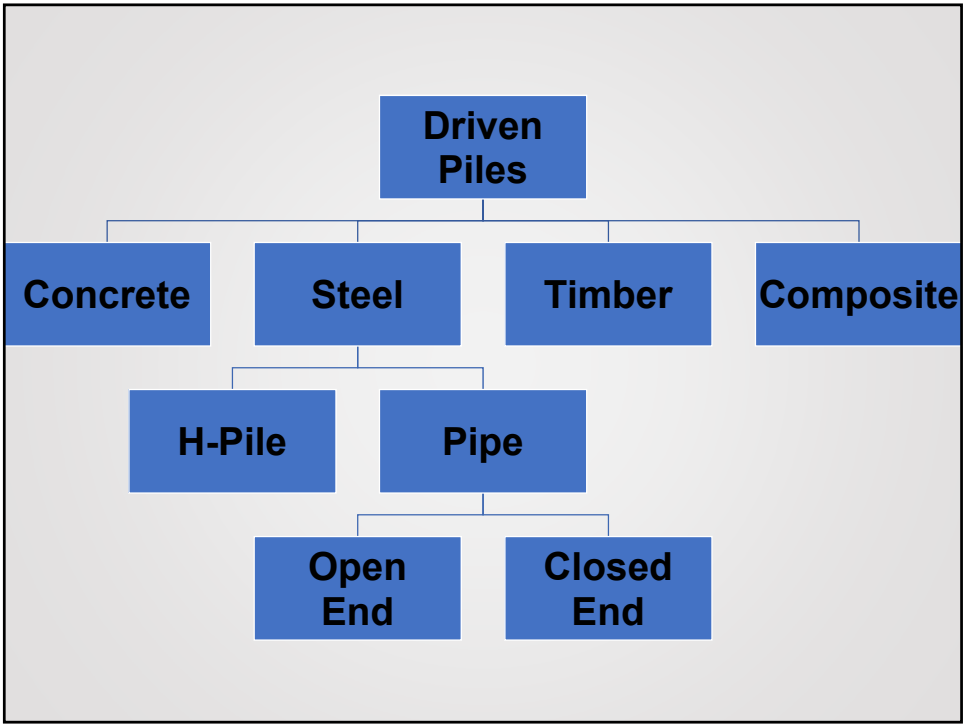 Driven
Piles
Concrete
Steel
Timber
Composite
H-Pile
Pipe
Open
End
Closed
End